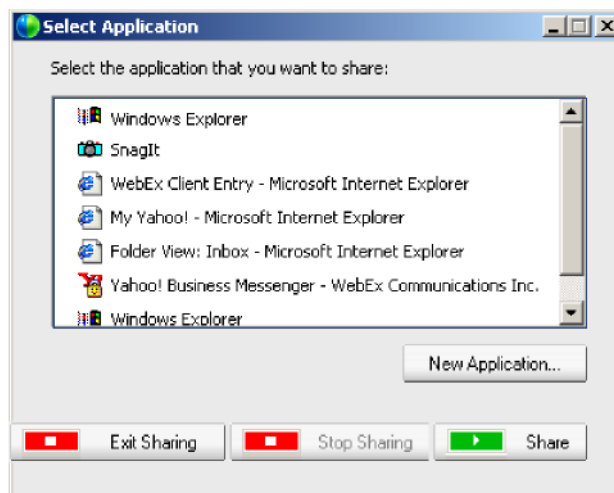 Select Application
Select the application that you want to share:
Windows Explorer
SnagIt
WebEx Client Entry - Microsoft Internet Explorer
My Yahoo! - Microsoft Internet Explorer
Folder View: Inbox - Microsoft Internet Explorer
Yahoo! Business Messenger - WebEx Communications Inc.
Windows Explorer
New Application...
Exit Sharing Stop Sharing Share